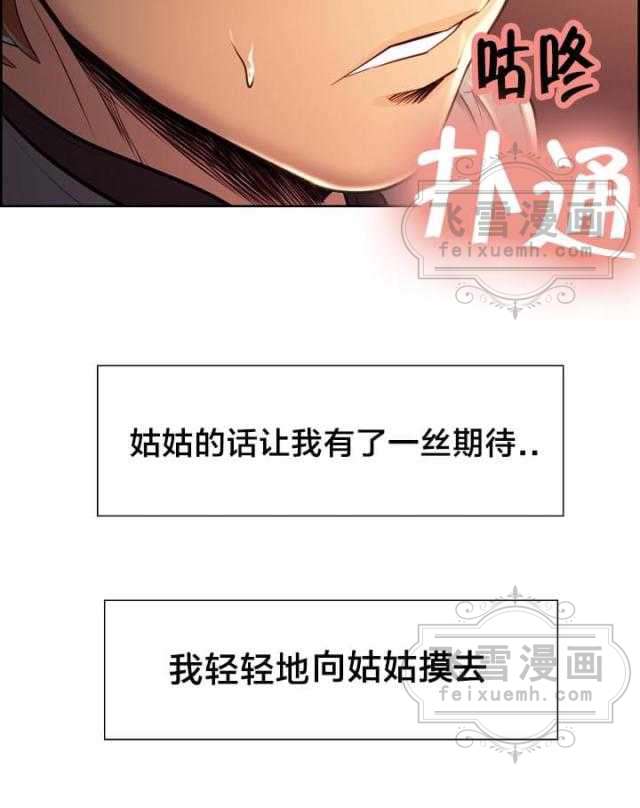 咕咚
扑通
飞雪漫画
feixuemh.com
姑姑的话让我有了一丝期待..
飞雪漫画
我轻轻地向姑姑摸去
feixuemh.com